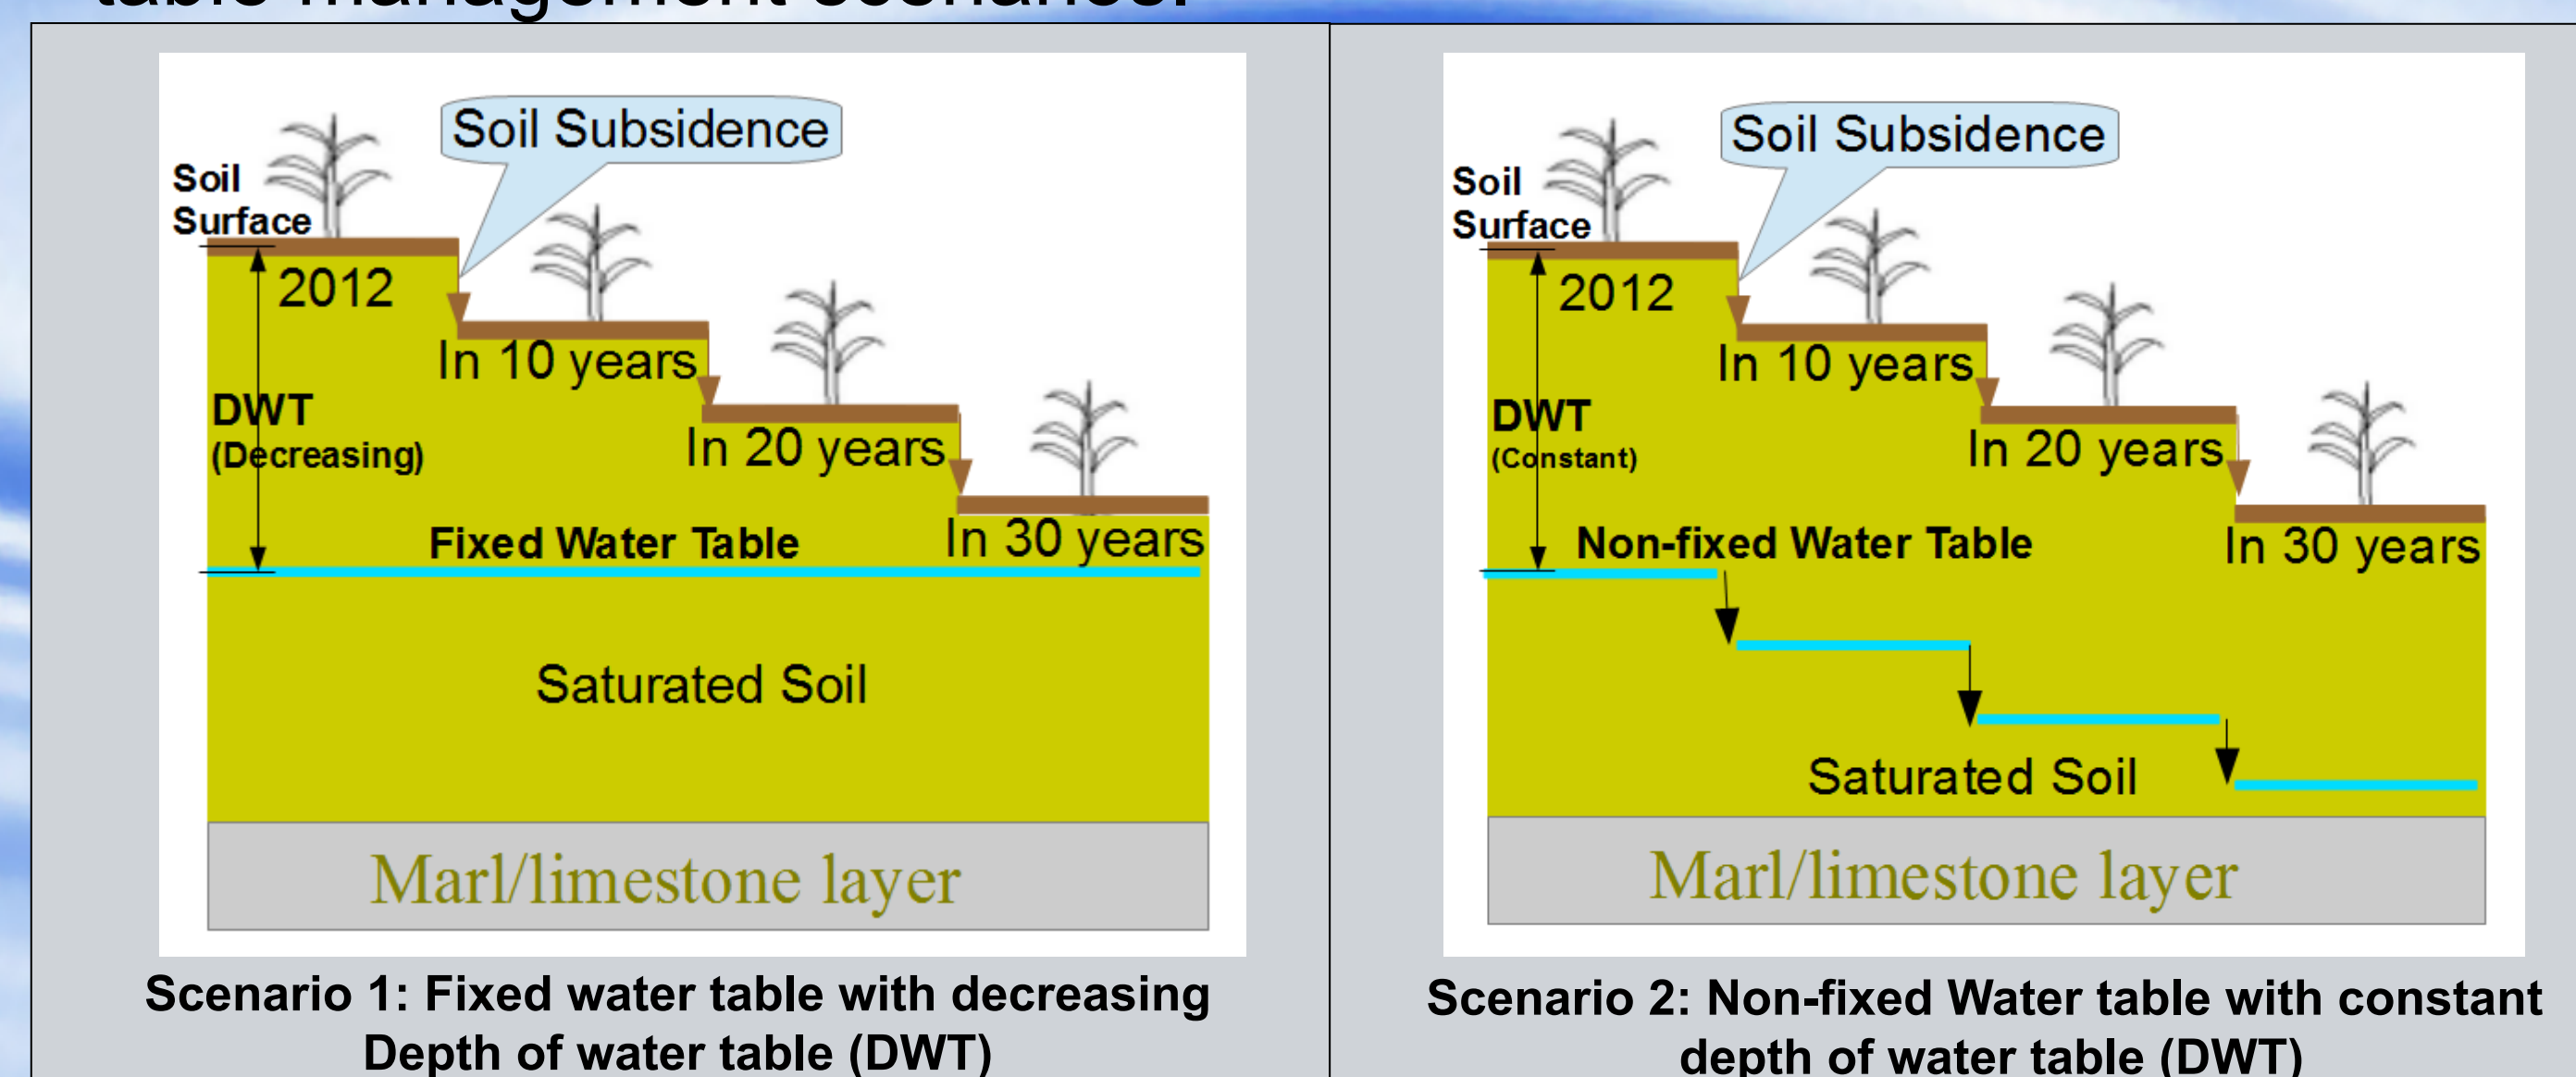 table management scenarios.
Soil Subsidence
Soil
Surface
2012
In 10 years
DWT
(Decreasing)
In 20 years
Fixed Water Table
In 30 years
Saturated Soil
Marl/limestone layer
Scenario 1: Fixed water table with decreasing
Depth of water table (DWT)
Soil Subsidence
Soil
Surface
2012
In 10 years
DWT
(Constant)
In 20 years
Non-fixed Water Table
In 30 years
Saturated Soil
Marl/limestone layer
Scenario 2: Non-fixed Water table with constant
depth of water table (DWT)